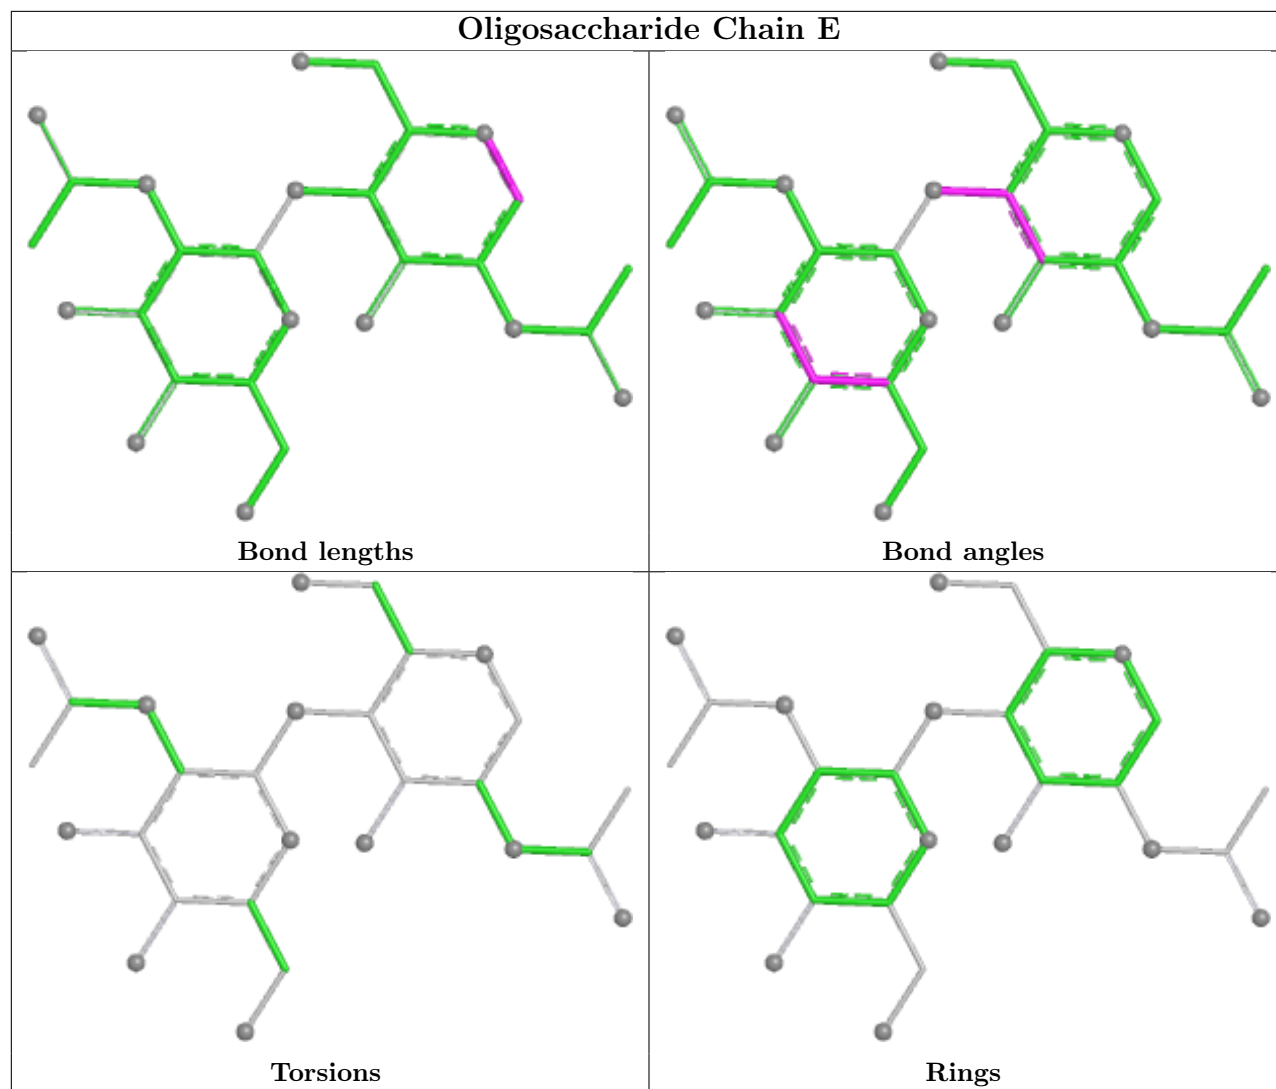 Oligosaccharide Chain E
Bond lengths
Bond angles
Torsions
Rings